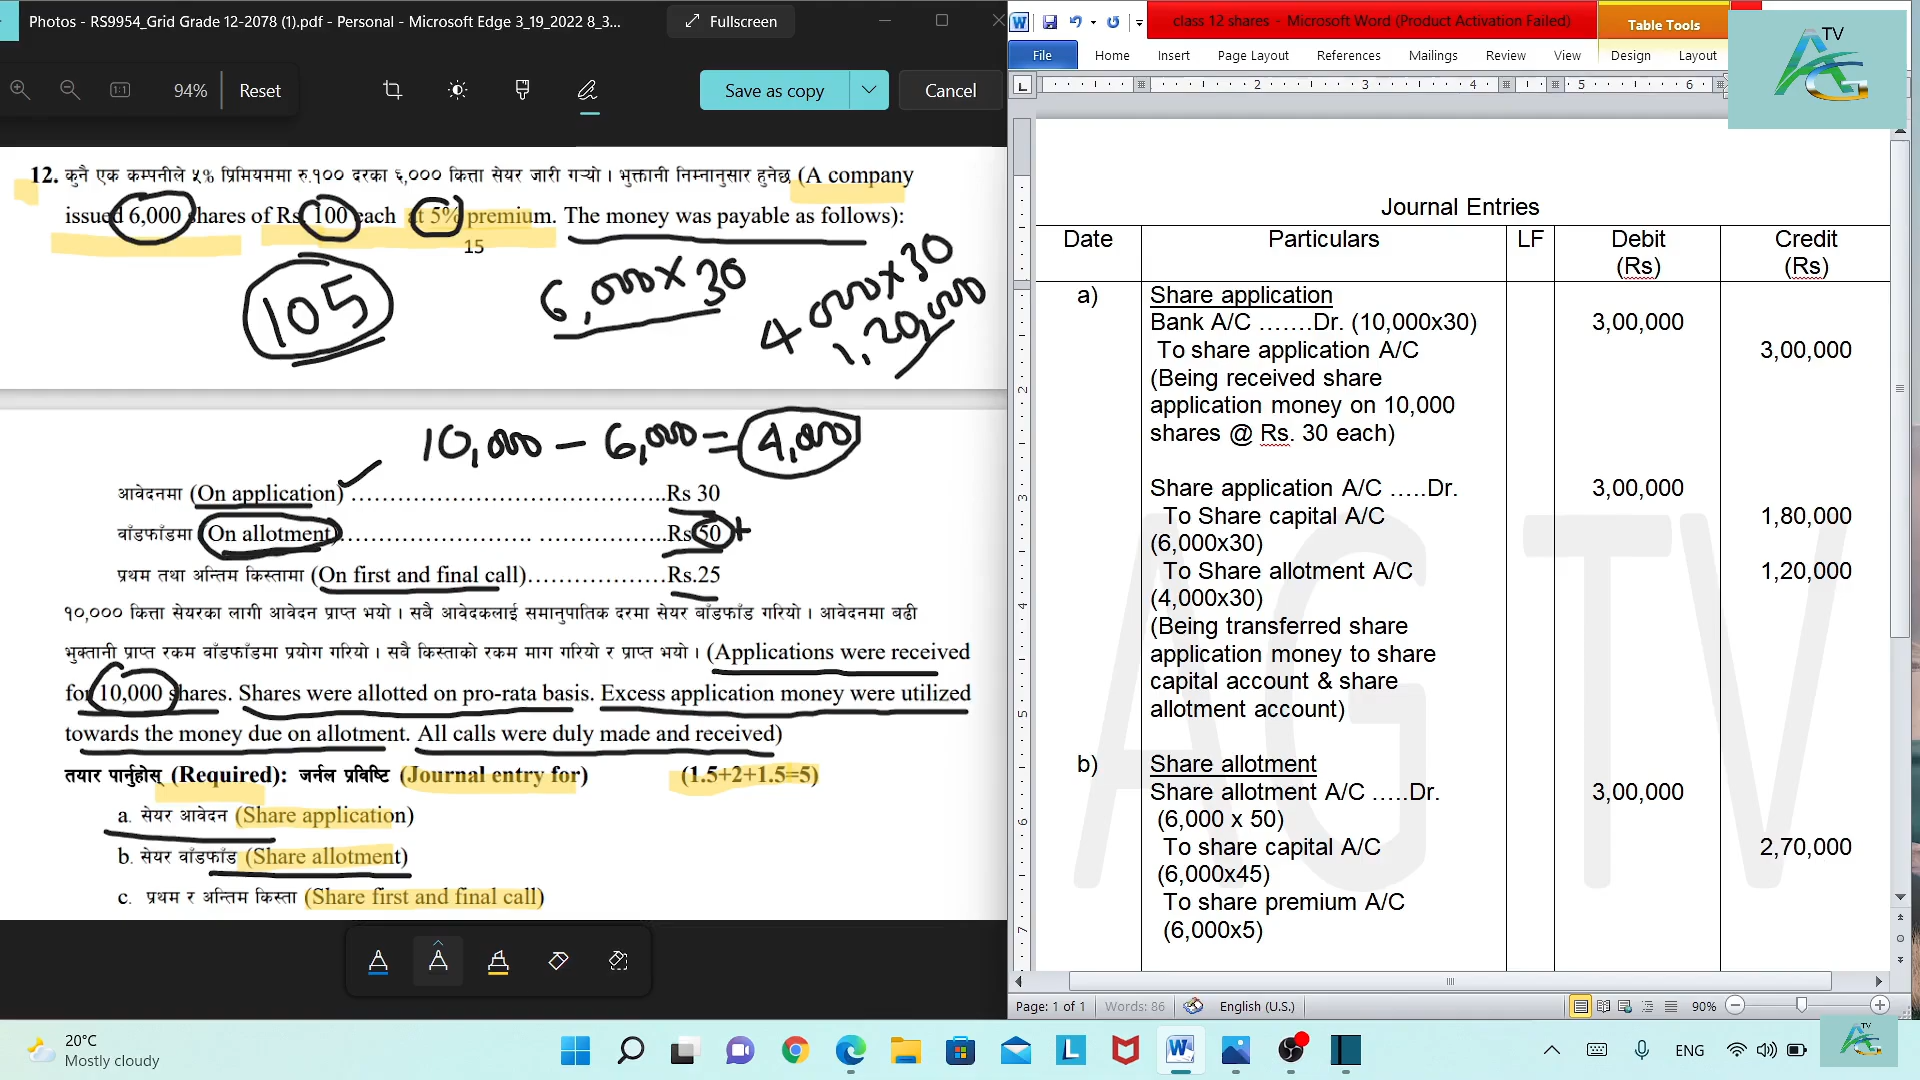 Photos - RS9954_Grid Grade 12-2078 (1).pdf - Personal - Microsoft Edge 3_19_2022 8_3...
Fullscreen
94%
Reset
Save as copy
Cancel
12. कुनै एक कम्पनीले ५% प्रिमियममा रु.१०० दरका ६,००० कित्ता सेयर जारी गऱ्यो । भुक्तानी निम्नानुसार हुनेछ (A company
issued 6,000 shares of Rs. 100 each at 5% premium. The money was payable as follows):
15
105
6,000 x 30
4000x30
1,20,000
10,000 - 6,000 = 4,000
आवेदनमा (On application) .........................................Rs 30
बाँडफाँडमा (On allotment)......................... .................Rs 50 +
प्रथम तथा अन्तिम किस्तामा (On first and final call)..................Rs.25
१०,००० कित्ता सेयरका लागी आवेदन प्राप्त भयो । सबै आवेदकलाई समानुपातिक दरमा सेयर बाँडफाँड गरियो । आवेदनमा बढी
भुक्तानी प्राप्त रकम बाँडफाँडमा प्रयोग गरियो । सबै किस्ताको रकम माग गरियो र प्राप्त भयो । (Applications were received
for 10,000 shares. Shares were allotted on pro-rata basis. Excess application money were utilized
towards the money due on allotment. All calls were duly made and received)
तयार पार्नुहोस् (Required): जर्नल प्रविष्टि (Journal entry for) (1.5+2+1.5=5)
a. सेयर आवेदन (Share application)
b. सेयर बाँडफाँड (Share allotment)
c. प्रथम र अन्तिम किस्ता (Share first and final call)
class 12 shares - Microsoft Word (Product Activation Failed)
Table Tools
File Home Insert Page Layout References Mailings Review View Design Layout
TV
AG
Journal Entries
Date Particulars LF Debit Credit
(Rs) (Rs)
a) Share application
Bank A/C …….Dr. (10,000x30) 3,00,000
To share application A/C 3,00,000
(Being received share
application money on 10,000
shares @ Rs. 30 each)
Share application A/C …..Dr. 3,00,000
To Share capital A/C 1,80,000
(6,000x30)
To Share allotment A/C 1,20,000
(4,000x30)
(Being transferred share
application money to share
capital account & share
allotment account)
b) Share allotment
Share allotment A/C …..Dr. 3,00,000
(6,000 x 50)
To share capital A/C 2,70,000
(6,000x45)
To share premium A/C
(6,000x5)
AG TV
Page: 1 of 1 Words: 86 English (U.S.) 90%
20°C
Mostly cloudy
ENG